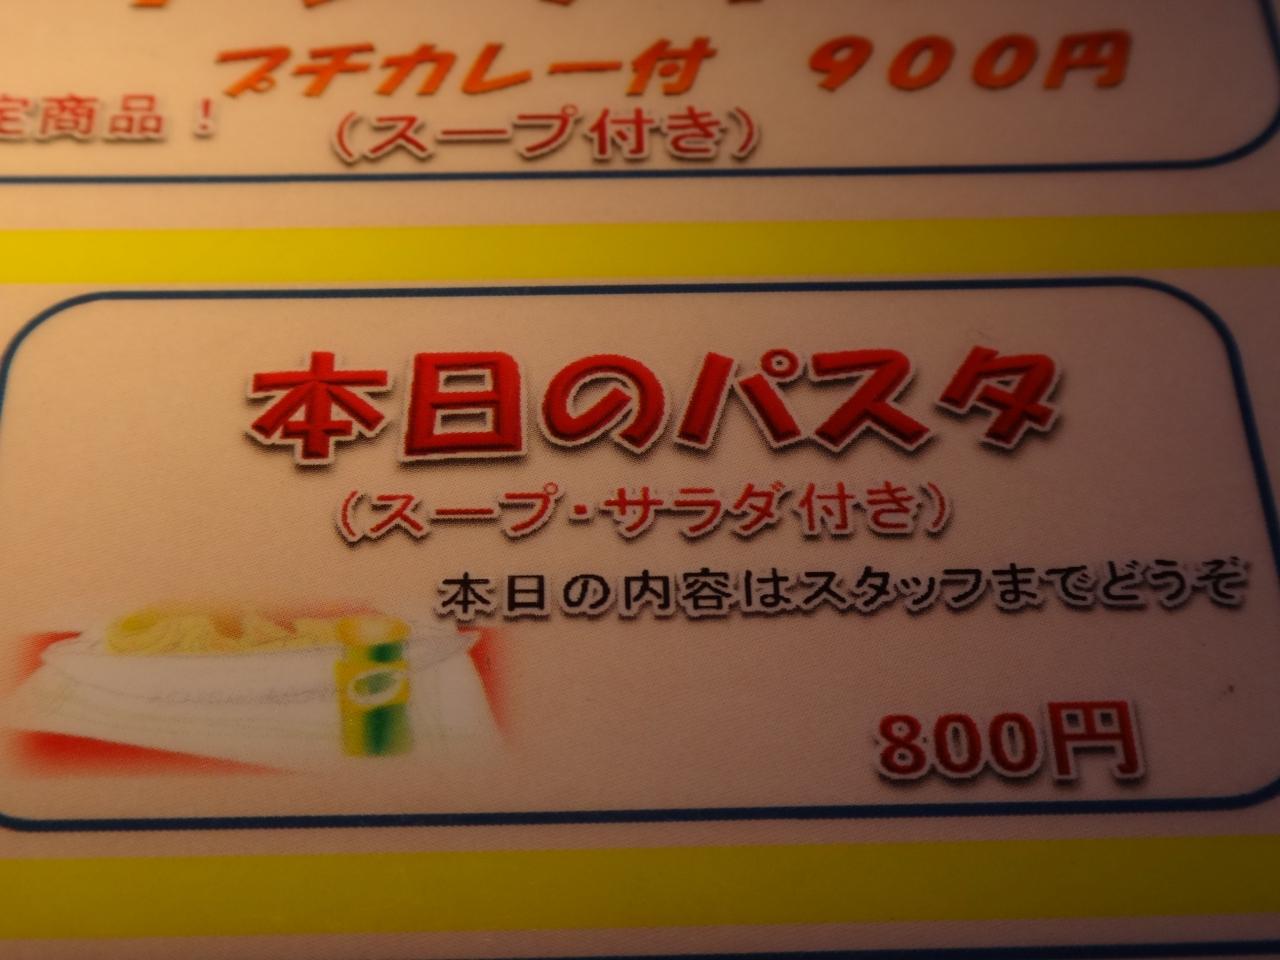 プチカレー付 900円
定商品!
(スープ付き)
本日のパスタ
(スープ・サラダ付き)
本日の内容はスタッフまでどうぞ
800円